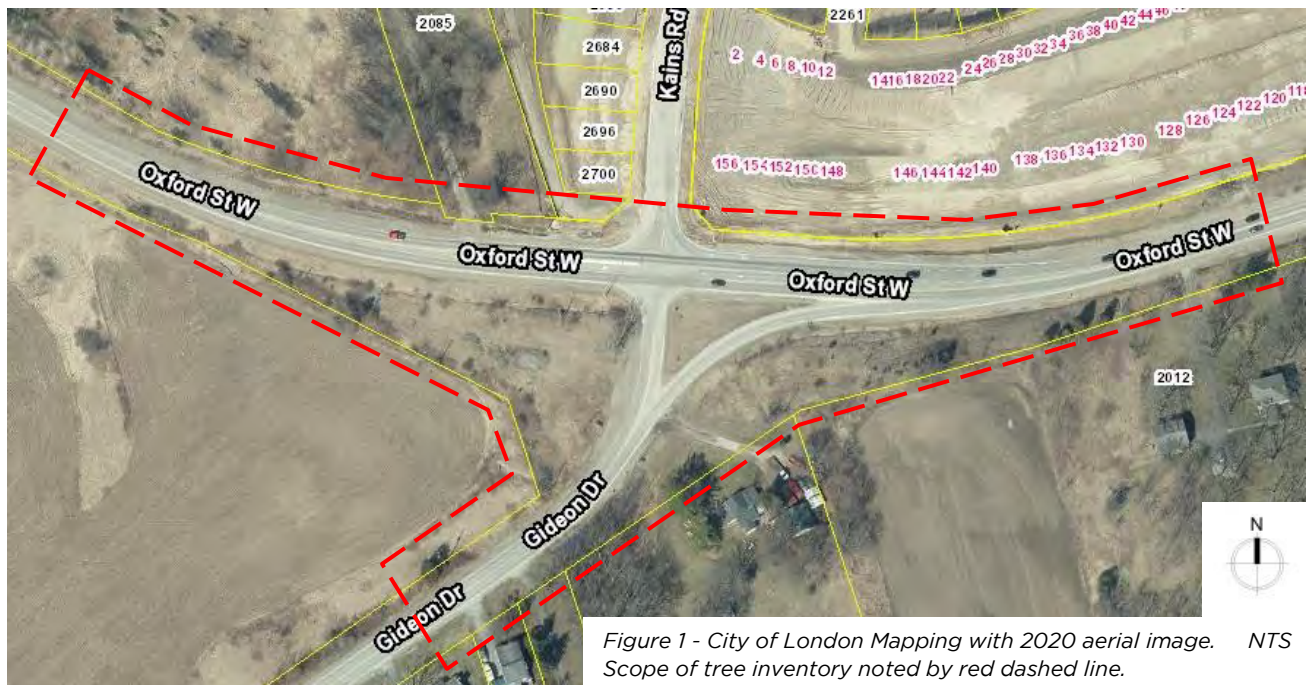 2085
2684
2690
2696
2700
Kains Rd
2261
2 4 6 8 10 12
14 16 18 20 22 24 26 28 30 32 34 36 38 40 42 44 46
156 154 152 150 148
146 144 142 140
138 136 134 132 130
128 126 124 122 120 118
Oxford St W
Oxford St W
Oxford St W
Oxford St W
2012
Gideon Dr
Gideon Dr
N
Figure 1 - City of London Mapping with 2020 aerial image. NTS
Scope of tree inventory noted by red dashed line.